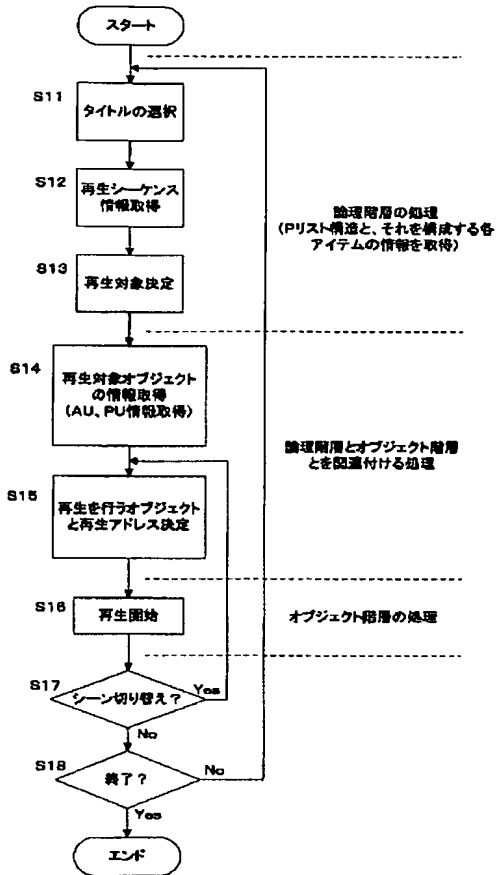 スタート
S11
タイトルの選択
S12
再生シーケンス
情報取得
論理階層の処理
(Pリスト構造と、それを構成する各
アイテムの情報を取得)
S13
再生対象決定
S14
再生対象オブジェクト
の情報取得
(AU、PU情報取得)
論理階層とオブジェクト階層
とを関連付ける処理
S15
再生を行うオブジェクト
と再生アドレス決定
S16
再生開始
オブジェクト階層の処理
S17
シーン切り替え?
Yes
No
S18
終了?
No
Yes
エンド